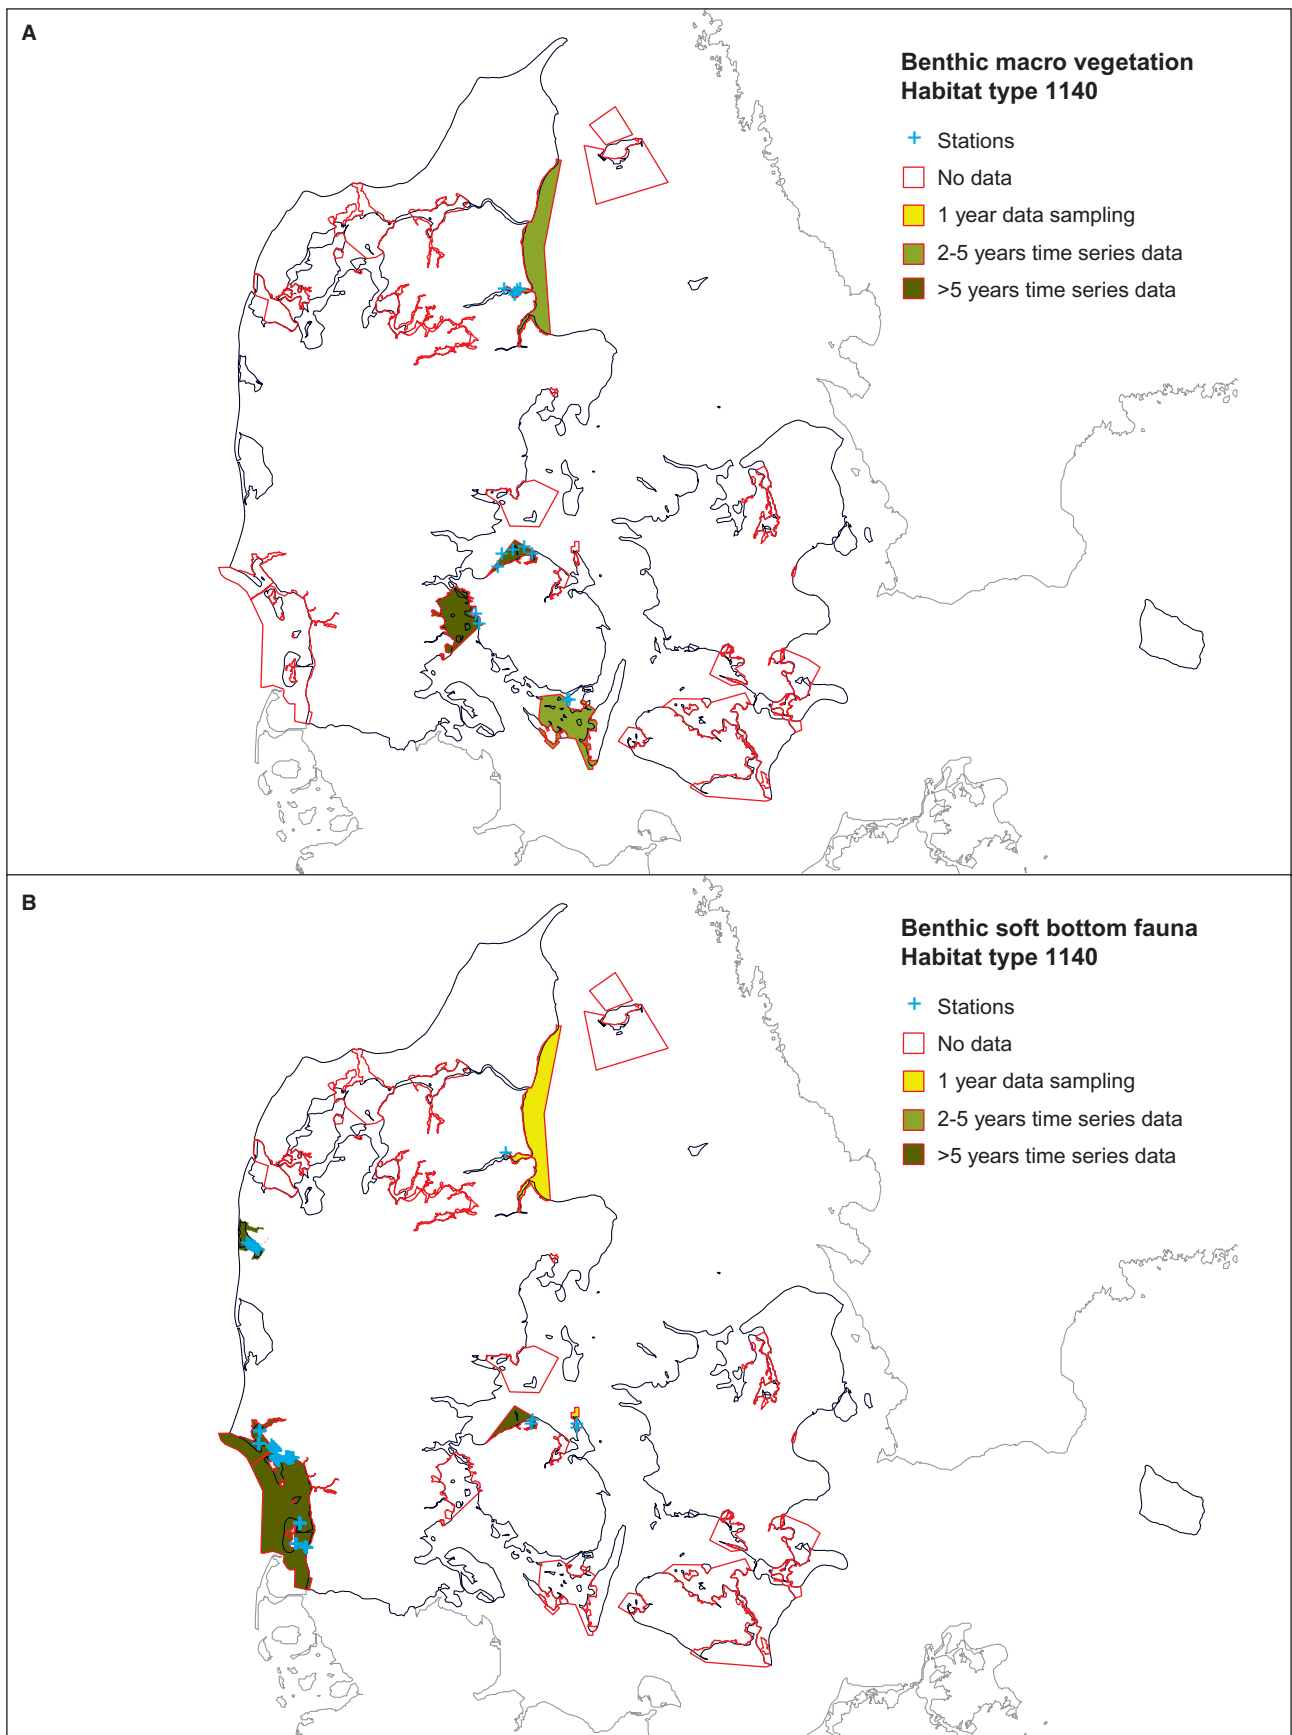 A
Benthic macro vegetation
Habitat type 1140
Stations
No data
1 year data sampling
2-5 years time series data
>5 years time series data
B
Benthic soft bottom fauna
Habitat type 1140
Stations
No data
1 year data sampling
2-5 years time series data
>5 years time series data